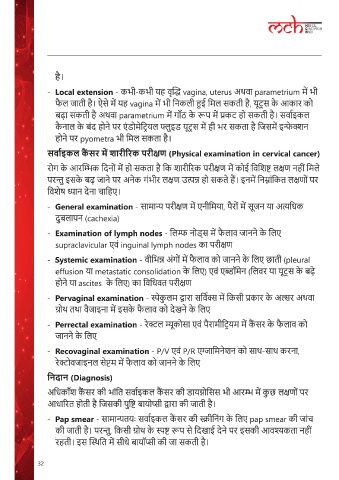 mch
है।
- Local extension - कभी-कभी यह वृद्धि vagina, uterus अथवा parametrium में भी
फैल जाती है। ऐसे में यह vagina में भी निकली हुई मिल सकती है, यूटुस के आकार को
बढ़ा सकती है अथवा parametrium में गाँठ के रूप में प्रकट हो सकती है। सर्वाइकल
कैनाल के बंद होने पर एंडोमेट्रियल फ्लुइड यूटुस में ही भर सकता है जिसमें इन्फेक्शन
होने पर pyometra भी मिल सकता है।
सर्वाइकल कैंसर में शारीरिक परीक्षण (Physical examination in cervical cancer)
रोग के आरम्भिक दिनों में हो सकता है कि शारीरिक परीक्षण में कोई विशिष्ट लक्षण नहीं मिले
परन्तु इसके बढ़ जाने पर अनेक गंभीर लक्षण उत्पन्न हो सकते हैं। इनमें निम्नांकित लक्षणों पर
विशेष ध्यान देना चाहिए।
- General examination - सामान्य परीक्षण में एनीमिया, पैरों में सूजन या अत्यधिक
दुबलापन (cachexia)
- Examination of lymph nodes - लिम्फ नोड्स में फैलाव जानने के लिए
supraclavicular एवं inguinal lymph nodes का परीक्षण
- Systemic examination - वीभिन्न अंगों में फैलाव को जानने के लिए छाती (pleural
effusion या metastatic consolidation के लिए) एवं एब्डॉमेन (लिवर या यूटुस के बढ़े
होने या ascites के लिए) का विधिवत परीक्षण
- Pervaginal examination - स्पेकुलम द्वारा सर्विक्स में किसी प्रकार के अल्सर अथवा
ग्रोथ तथा वैजाइना में इसके फैलाव को देखने के लिए
- Perrectal examination - रेक्टल म्यूकोसा एवं पैरामीट्रियम में कैंसर के फैलाव को
जानने के लिए
- Recovaginal examination - P/V एवं P/R एग्जामिनेशन को साथ-साथ करना,
रेक्टोवजाइनल सेप्टम में फैलाव को जानने के लिए
निदान (Diagnosis)
अधिकाँश कैंसर की भांति सर्वाइकल कैंसर की डायग्नोसिस भी आरम्भ में कुछ लक्षणों पर
आधारित होती है जिसकी पुष्टि बायोप्सी द्वारा की जाती है।
- Pap smear - सामान्यतयः सर्वाइकल कैंसर की स्क्रीनिंग के लिए pap smear की जांच
की जाती है। परन्तु, किसी ग्रोथ के स्पष्ट रूप से दिखाई देने पर इसकी आवश्यकता नहीं
रहती। इस स्थिति में सीधे बायॉप्सी की जा सकती है।
32